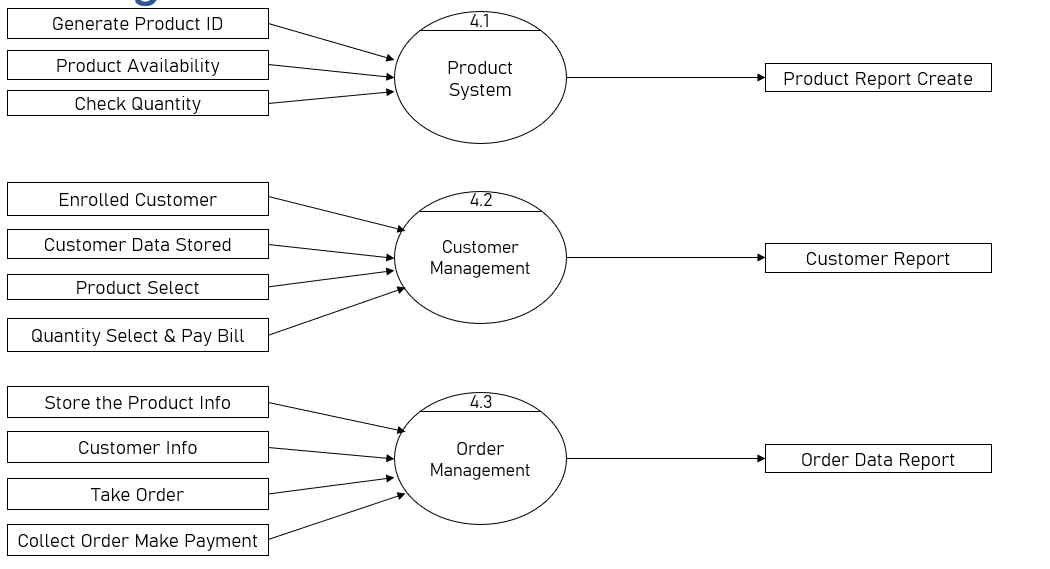 Generate Product ID
Product Availability
Check Quantity
4.1
Product
System
Product Report Create
Enrolled Customer
Customer Data Stored
Product Select
Quantity Select & Pay Bill
4.2
Customer
Management
Customer Report
Store the Product Info
Customer Info
Take Order
Collect Order Make Payment
4.3
Order
Management
Order Data Report